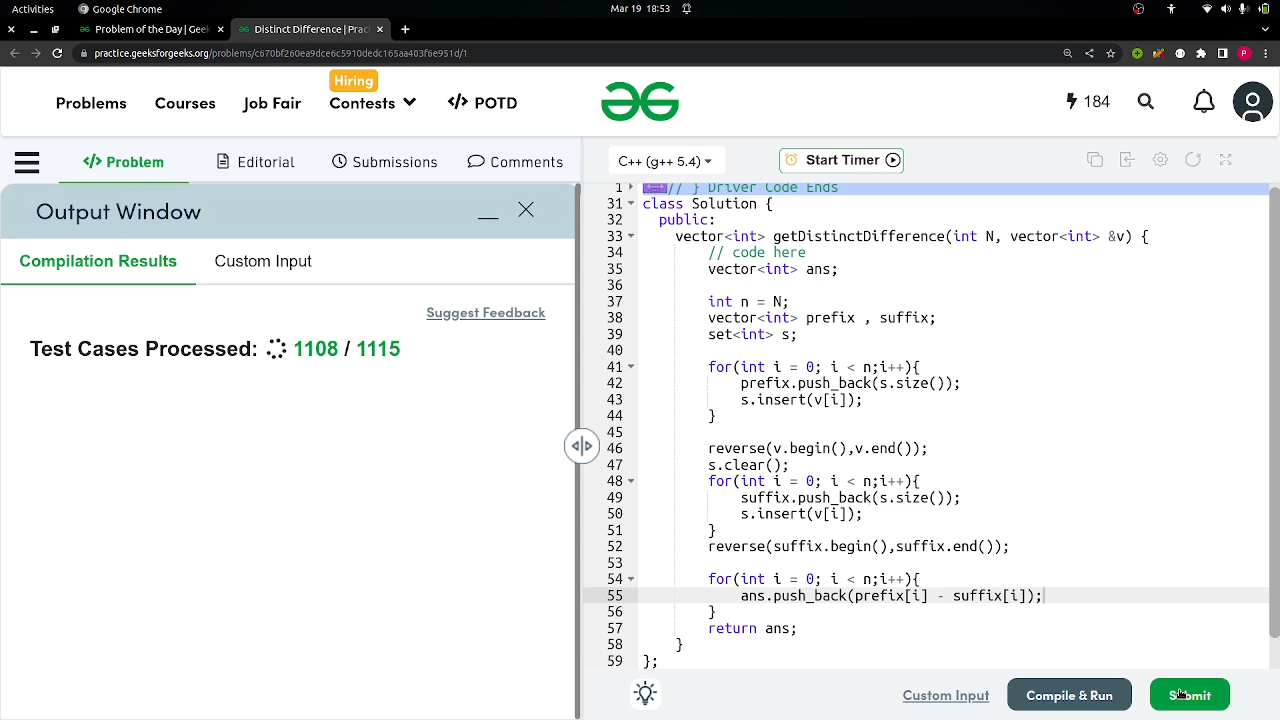 Activities Google Chrome Mar 19 18:53
Problem of the Day | Geek Distinct Difference | Pract
practice.geeksforgeeks.org/problems/c670bf260ea9dce6c5910dedc165aa403f6e951d/1
Hiring
Problems Courses Job Fair Contests </> POTD 184
</> Problem Editorial Submissions Comments C++ (g++ 5.4) Start Timer
Output Window
Compilation Results Custom Input
Suggest Feedback
Test Cases Processed: 1108 / 1115
1 // } Driver Code Ends
31 class Solution {
32 public:
33 vector<int> getDistinctDifference(int N, vector<int> &v) {
34 // code here
35 vector<int> ans;
36
37 int n = N;
38 vector<int> prefix , suffix;
39 set<int> s;
40
41 for(int i = 0; i < n;i++){
42 prefix.push_back(s.size());
43 s.insert(v[i]);
44 }
45
46 reverse(v.begin(),v.end());
47 s.clear();
48 for(int i = 0; i < n;i++){
49 suffix.push_back(s.size());
50 s.insert(v[i]);
51 }
52 reverse(suffix.begin(),suffix.end());
53
54 for(int i = 0; i < n;i++){
55 ans.push_back(prefix[i] - suffix[i]);
56 }
57 return ans;
58 }
59 };
Custom Input Compile & Run Submit